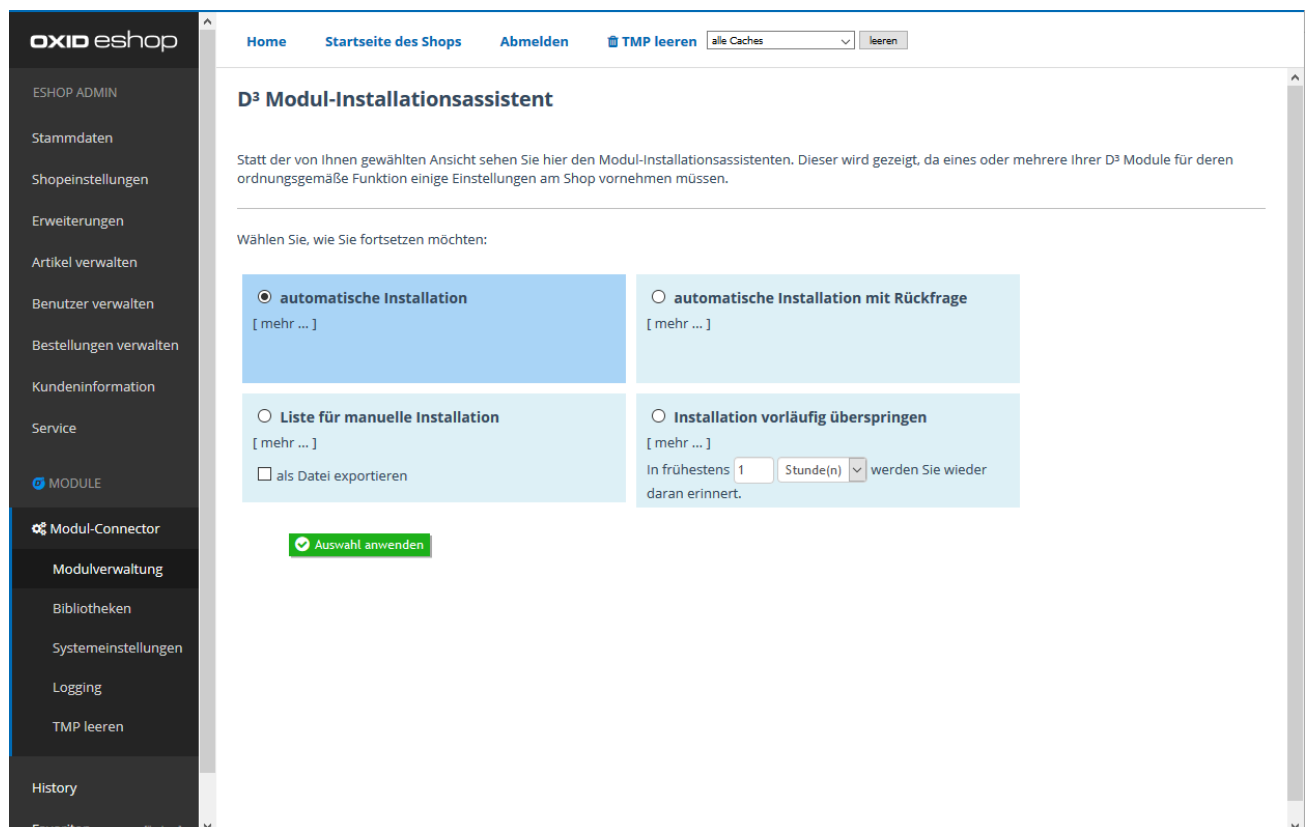 OXID eshop
ESHOP ADMIN
Stammdaten
Shopeinstellungen
Erweiterungen
Artikel verwalten
Benutzer verwalten
Bestellungen verwalten
Kundeninformation
Service
MODULE
Modul-Connector
Modulverwaltung
Bibliotheken
Systemeinstellungen
Logging
TMP leeren
History
Home Startseite des Shops Abmelden TMP leeren alle Caches leeren
D³ Modul-Installationsassistent
Statt der von Ihnen gewählten Ansicht sehen Sie hier den Modul-Installationsassistenten. Dieser wird gezeigt, da eines oder mehrere Ihrer D³ Module für deren
ordnungsgemäße Funktion einige Einstellungen am Shop vornehmen müssen.
Wählen Sie, wie Sie fortsetzen möchten:
automatische Installation
[ mehr ... ]
automatische Installation mit Rückfrage
[ mehr ... ]
Liste für manuelle Installation
[ mehr ... ]
als Datei exportieren
Installation vorläufig überspringen
[ mehr ... ]
In frühestens 1 Stunde(n) werden Sie wieder
daran erinnert.
Auswahl anwenden